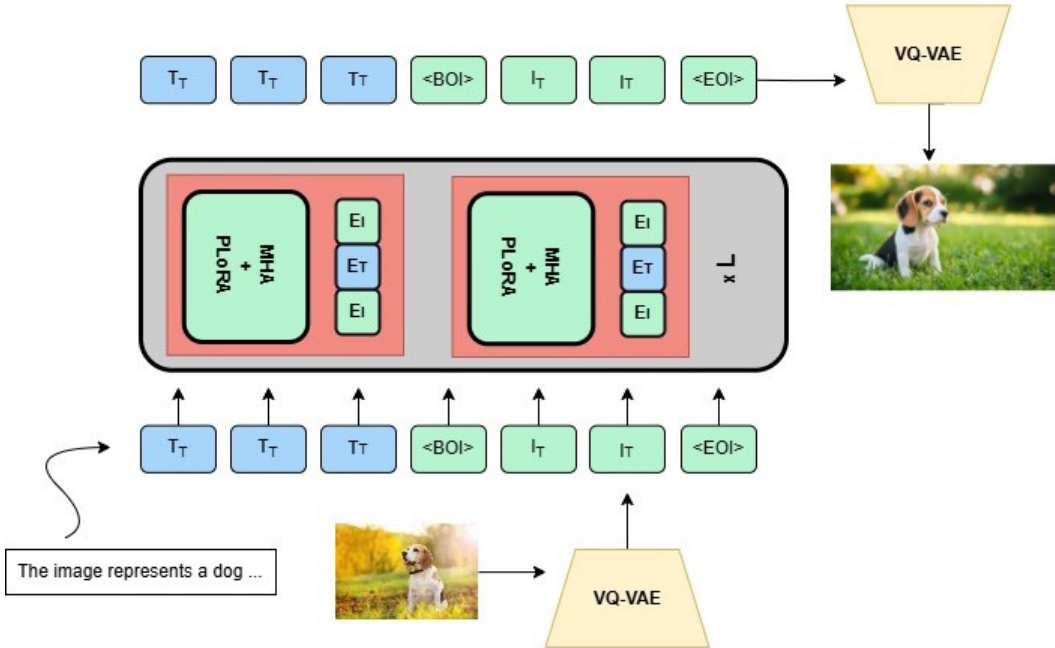 VQ-VAE
T_T T_T T_T <BOI> I_T I_T <EOI>
MHA
+
PLoRA
E_I
E_T
E_I
MHA
+
PLoRA
E_I
E_T
E_I
x L
T_T T_T T_T <BOI> I_T I_T <EOI>
The image represents a dog ...
VQ-VAE